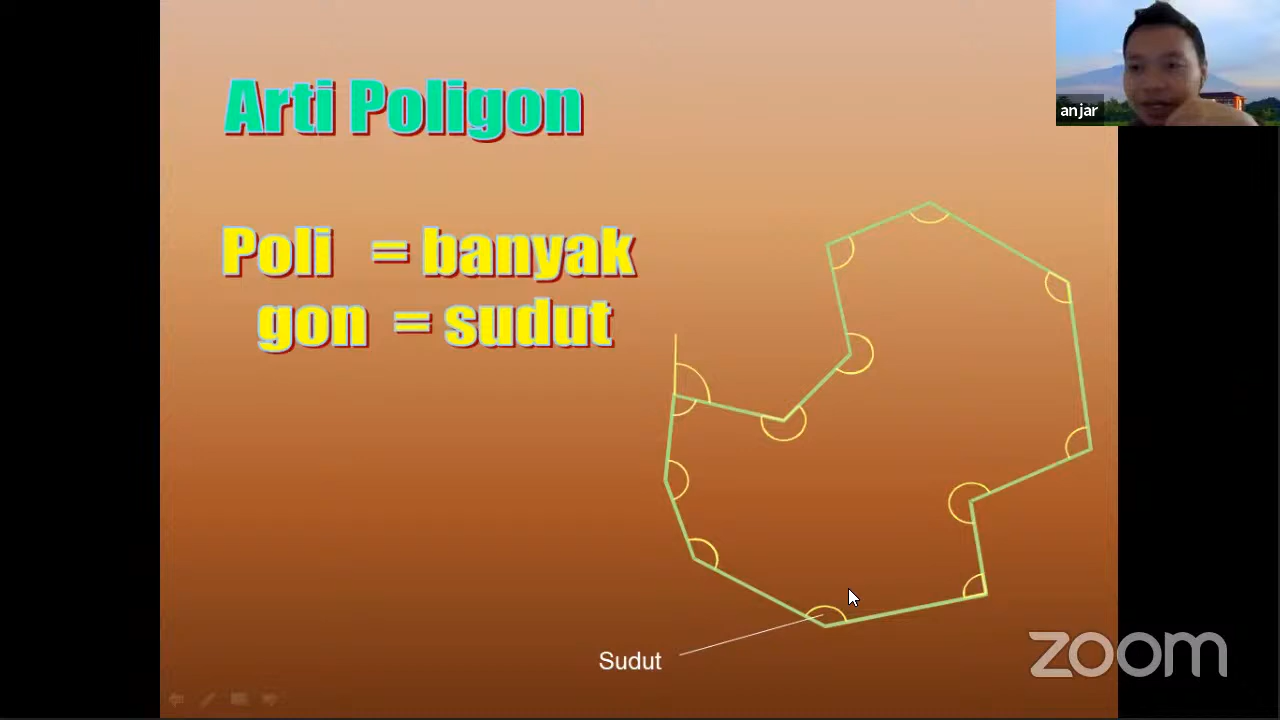 Arti Poligon
anjar
Poli = banyak
gon = sudut
Sudut
zoom